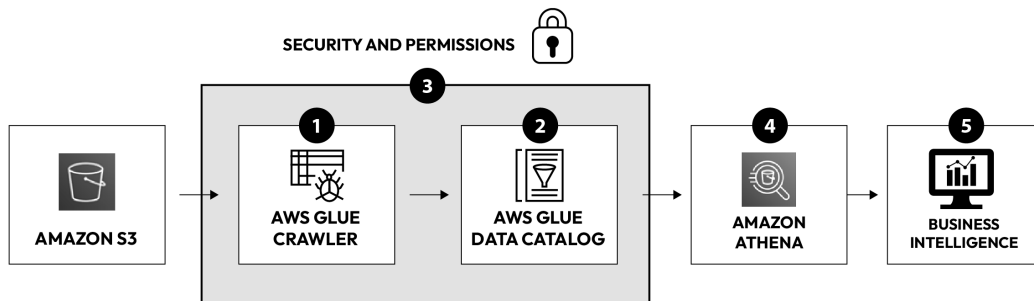 SECURITY AND PERMISSIONS
3
1
2
4
5
AMAZON S3
AWS GLUE
CRAWLER
AWS GLUE
DATA CATALOG
AMAZON
ATHENA
BUSINESS
INTELLIGENCE